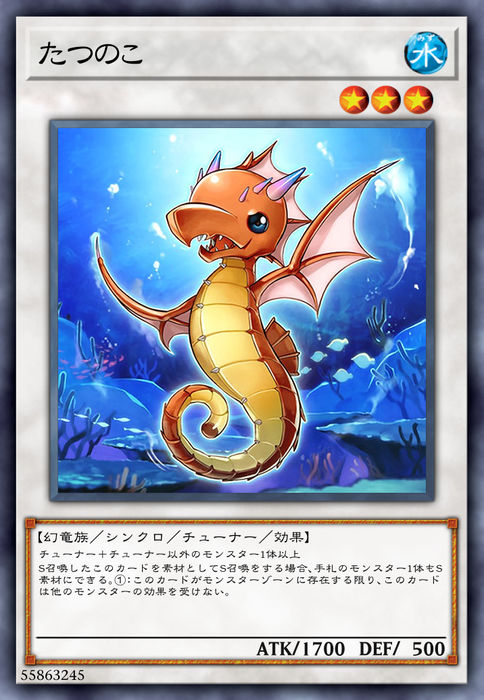 たつのこ
みず
水
【幻竜族／シンクロ／チューナー／効果】
チューナー＋チューナー以外のモンスター1体以上
S召喚したこのカードを素材としてS召喚をする場合、手札のモンスター1体もS
素材にできる。①：このカードがモンスターゾーンに存在する限り、このカード
は他のモンスターの効果を受けない。
ATK/1700 DEF/ 500
55863245